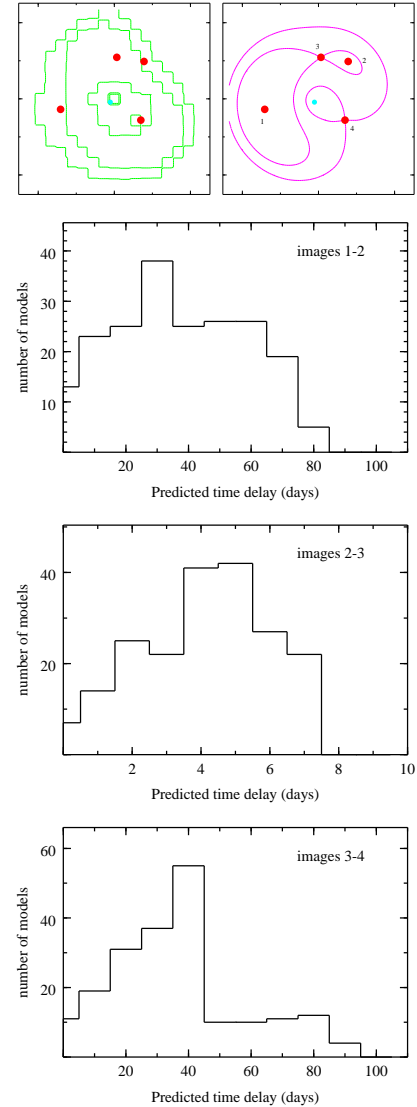 3
2
1
4
images 1-2
40
30
20
10
number of models
20 40 60 80 100
Predicted time delay (days)
images 2-3
40
20
number of models
2 4 6 8 10
Predicted time delay (days)
images 3-4
60
40
20
number of models
20 40 60 80 100
Predicted time delay (days)